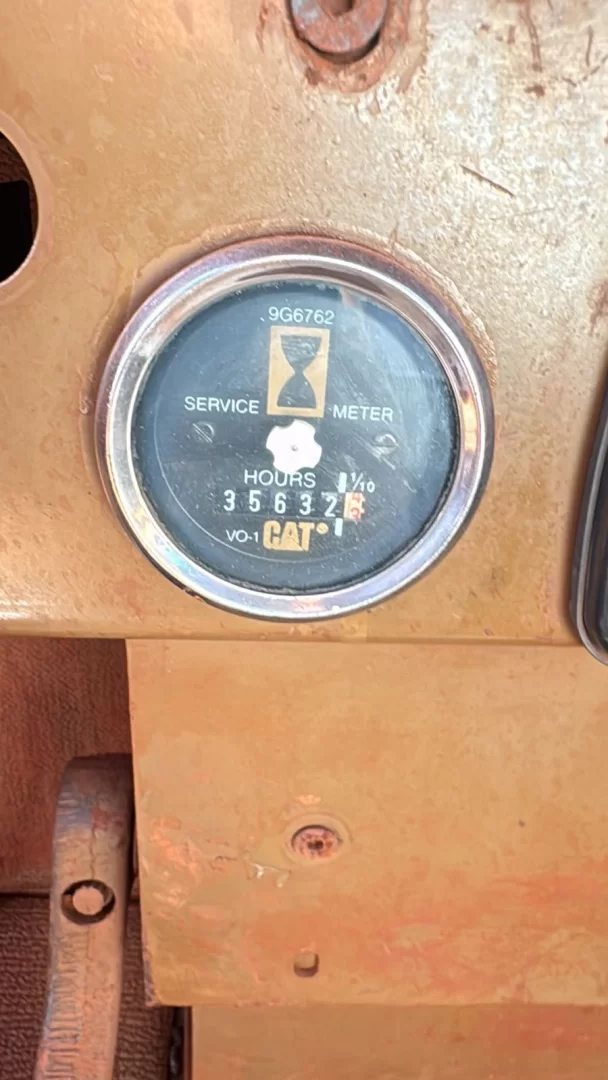 9G6762
SERVICE METER
HOURS 1/10
35632
VO-1 CAT